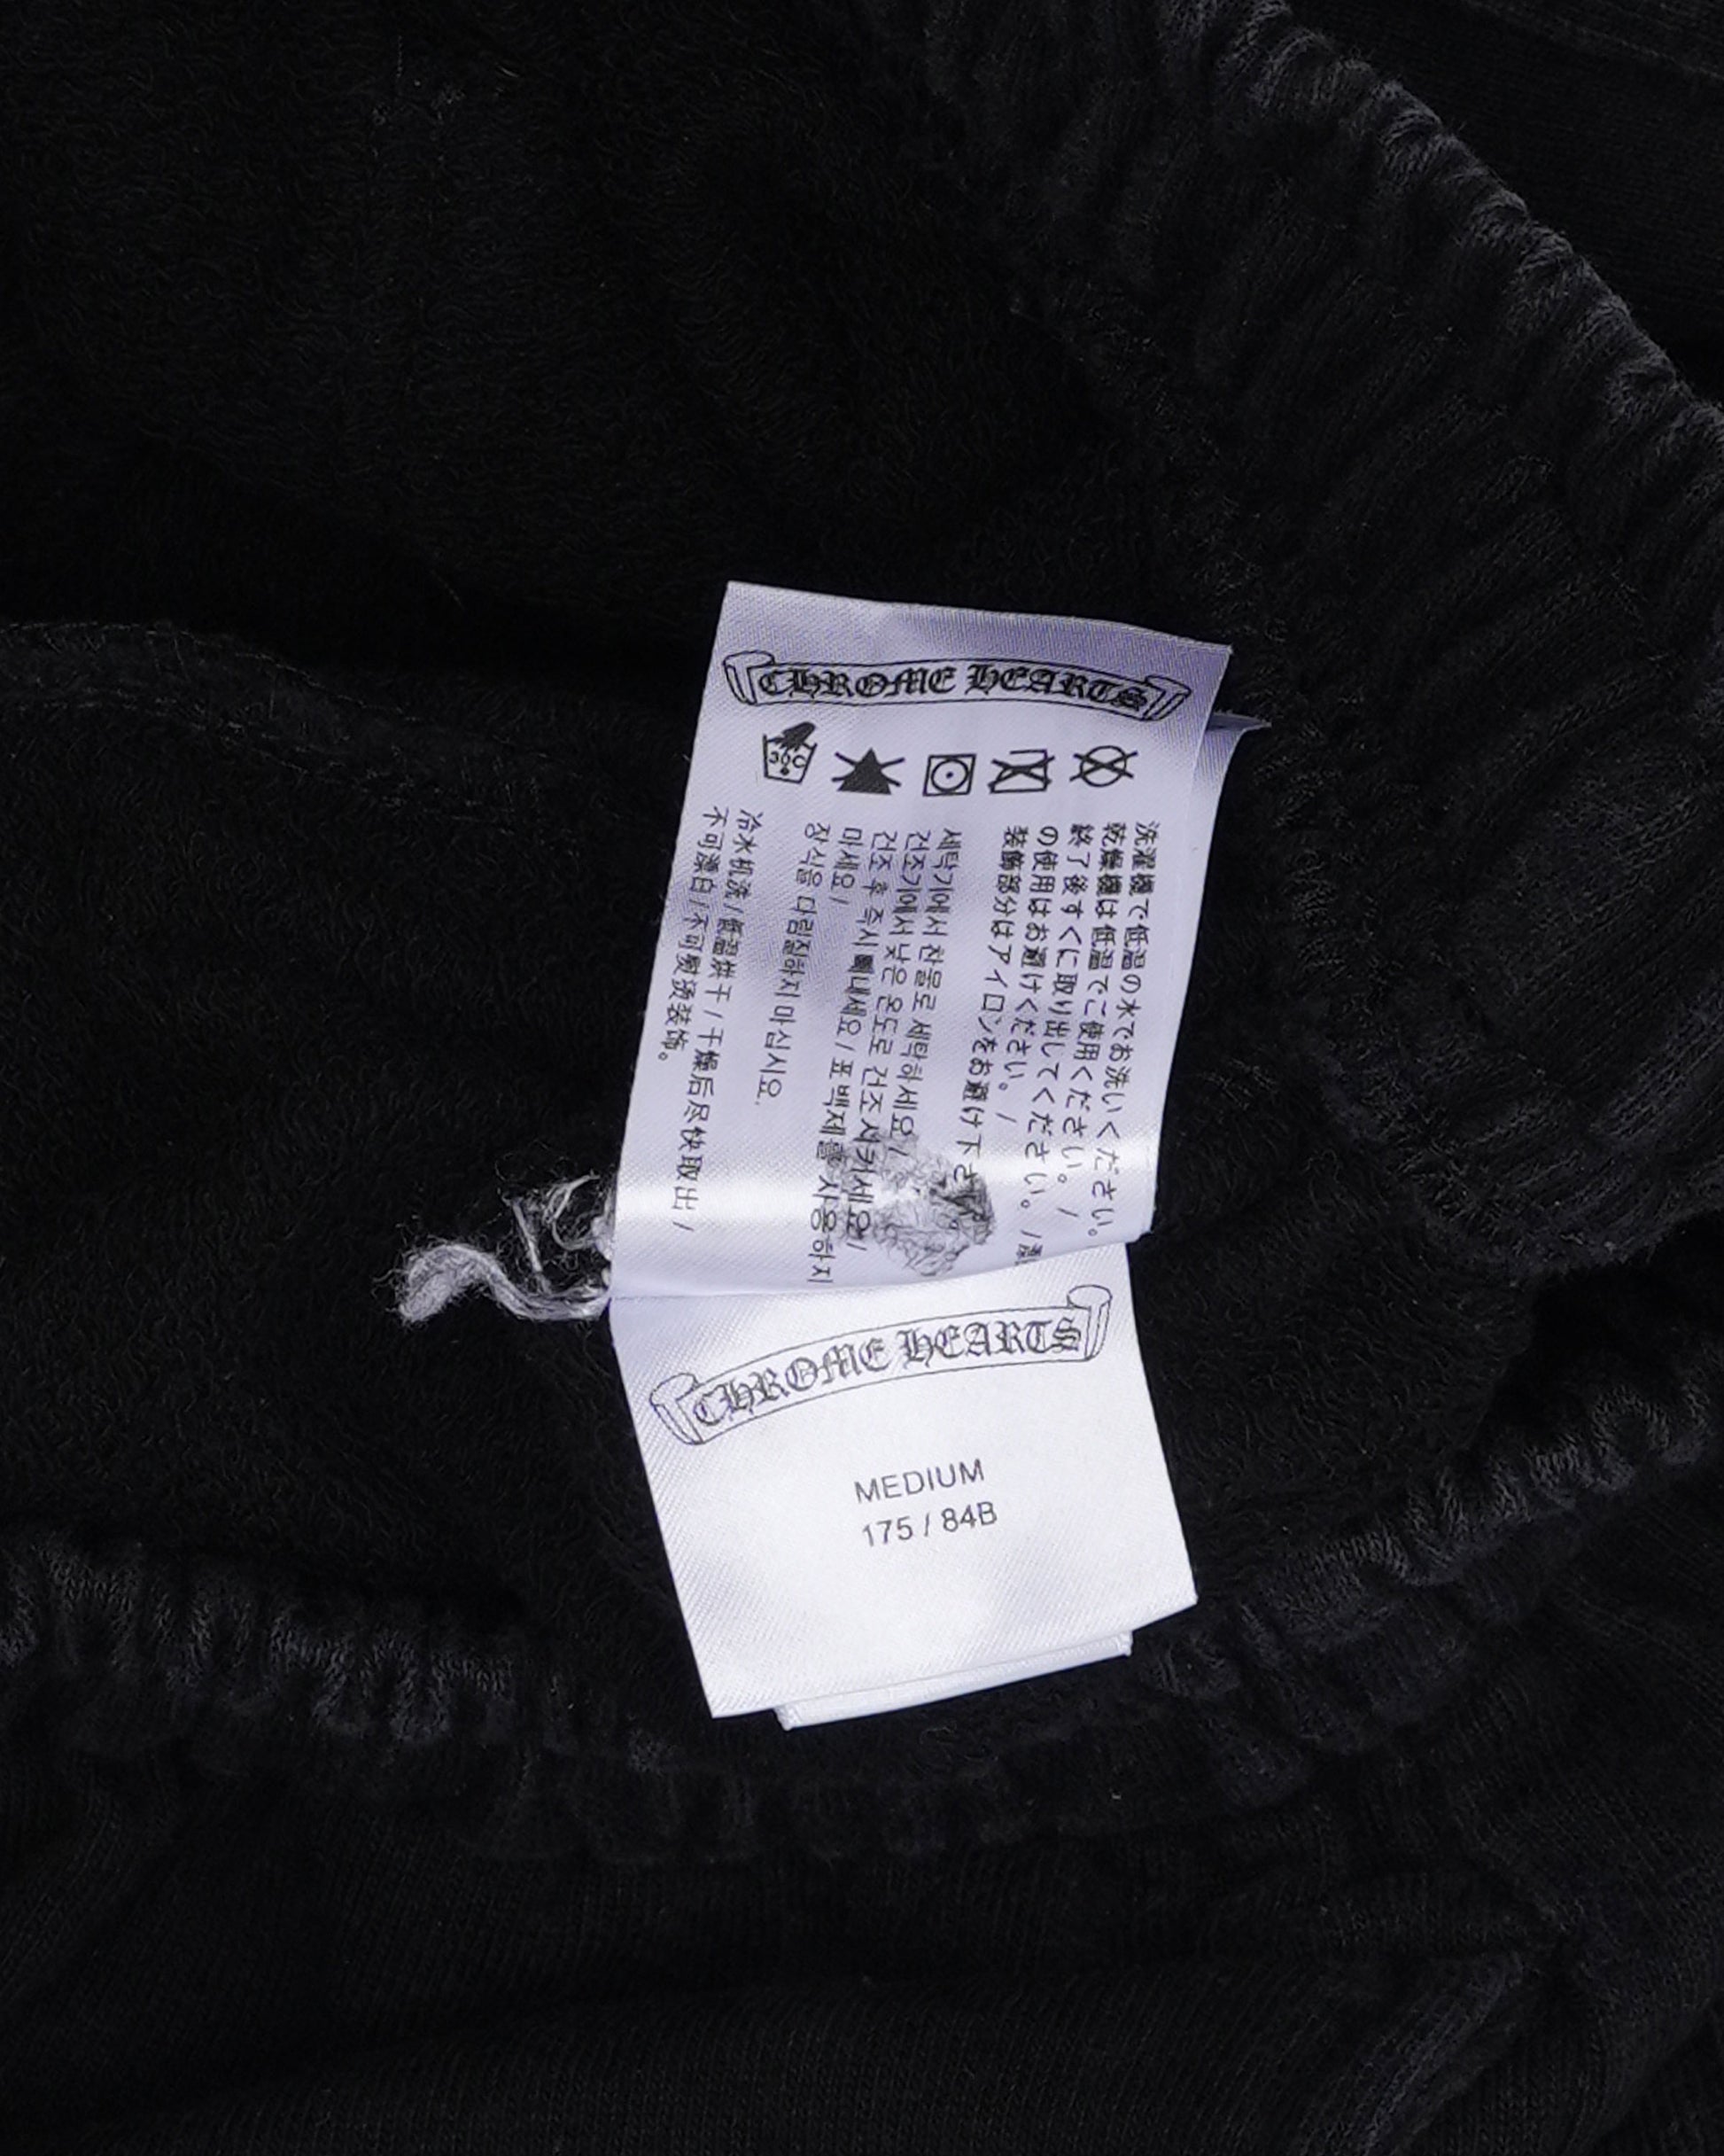 CHROME HEARTS
30C
洗濯機で低温の水でお洗いください。
乾燥機は低温でご使用ください。 /
終了後すぐに取り出してください。 / 漂
の使用はお避けください。 /
装飾部分はアイロンをお避け下さ
세탁기에서 찬물로 세탁하세요 /
건조기에서 낮은 온도로 건조시키세요 /
건조 후 즉시 빼내세요 / 표백제를 사용하지
마세요 /
장식을 다림질하지 마십시요.
冷水机洗 / 低温烘干 / 干燥后尽快取出 /
不可漂白 / 不可熨烫装饰。
CHROME HEARTS
MEDIUM
175 / 84B